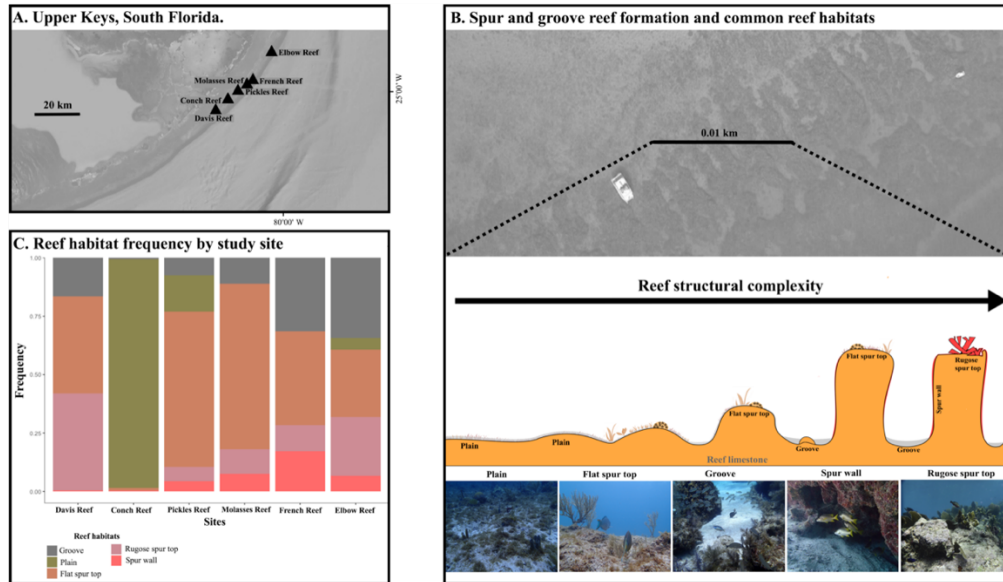 A. Upper Keys, South Florida.
Elbow Reef
Molasses Reef
French Reef
Pickles Reef
Conch Reef
Davis Reef
20 km
25°00' N
80°00' W
B. Spur and groove reef formation and common reef habitats
0.01 km
Reef structural complexity
Plain
Plain
Flat spur top
Groove
Flat spur top
Groove
Spur wall
Rugose
spur top
Reef limestone
Plain
Flat spur top
Groove
Spur wall
Rugose spur top
C. Reef habitat frequency by study site
Frequency
1.00
0.75
0.50
0.25
0.00
Davis Reef
Conch Reef
Pickles Reef
Molasses Reef
French Reef
Elbow Reef
Sites
Reef habitats
Groove
Plain
Flat spur top
Rugose spur top
Spur wall